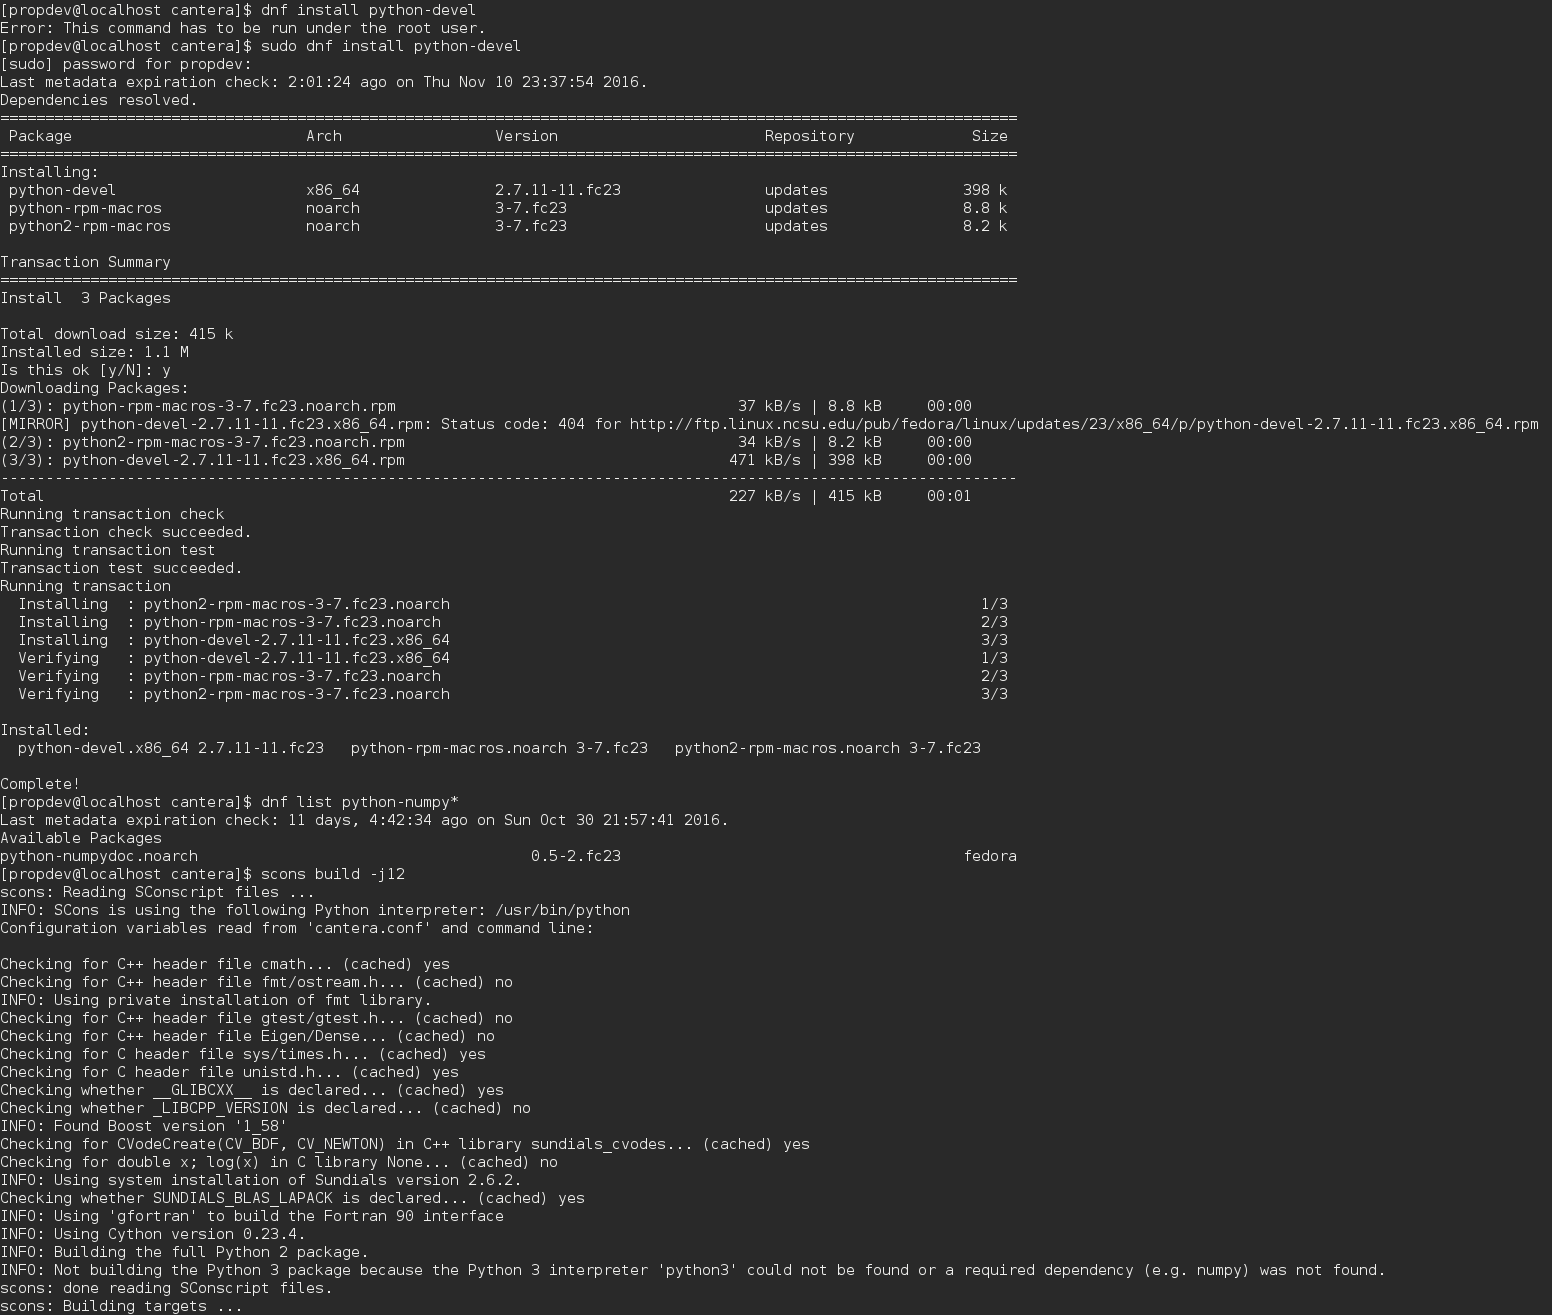 [propdev@localhost cantera]$ dnf install python-devel
Error: This command has to be run under the root user.
[propdev@localhost cantera]$ sudo dnf install python-devel
[sudo] password for propdev:
Last metadata expiration check: 2:01:24 ago on Thu Nov 10 23:37:54 2016.
Dependencies resolved.
=================================================================================================================
 Package                          Arch                 Version                       Repository             Size
=================================================================================================================
Installing:
 python-devel                     x86_64               2.7.11-11.fc23                updates               398 k
 python-rpm-macros                noarch               3-7.fc23                      updates               8.8 k
 python2-rpm-macros               noarch               3-7.fc23                      updates               8.2 k
Transaction Summary
=================================================================================================================
Install  3 Packages
Total download size: 415 k
Installed size: 1.1 M
Is this ok [y/N]: y
Downloading Packages:
(1/3): python-rpm-macros-3-7.fc23.noarch.rpm                                      37 kB/s | 8.8 kB     00:00
[MIRROR] python-devel-2.7.11-11.fc23.x86_64.rpm: Status code: 404 for http://ftp.linux.ncsu.edu/pub/fedora/linux/updates/23/x86_64/p/python-devel-2.7.11-11.fc23.x86_64.rpm
(2/3): python2-rpm-macros-3-7.fc23.noarch.rpm                                     34 kB/s | 8.2 kB     00:00
(3/3): python-devel-2.7.11-11.fc23.x86_64.rpm                                    471 kB/s | 398 kB     00:00
-----------------------------------------------------------------------------------------------------------------
Total                                                                            227 kB/s | 415 kB     00:01
Running transaction check
Transaction check succeeded.
Running transaction test
Transaction test succeeded.
Running transaction
  Installing  : python2-rpm-macros-3-7.fc23.noarch                                                           1/3
  Installing  : python-rpm-macros-3-7.fc23.noarch                                                            2/3
  Installing  : python-devel-2.7.11-11.fc23.x86_64                                                           3/3
  Verifying   : python-devel-2.7.11-11.fc23.x86_64                                                           1/3
  Verifying   : python-rpm-macros-3-7.fc23.noarch                                                            2/3
  Verifying   : python2-rpm-macros-3-7.fc23.noarch                                                           3/3
Installed:
  python-devel.x86_64 2.7.11-11.fc23   python-rpm-macros.noarch 3-7.fc23   python2-rpm-macros.noarch 3-7.fc23
Complete!
[propdev@localhost cantera]$ dnf list python-numpy*
Last metadata expiration check: 11 days, 4:42:34 ago on Sun Oct 30 21:57:41 2016.
Available Packages
python-numpydoc.noarch                                     0.5-2.fc23                                      fedora
[propdev@localhost cantera]$ scons build -j12
scons: Reading SConscript files ...
INFO: SCons is using the following Python interpreter: /usr/bin/python
Configuration variables read from 'cantera.conf' and command line:
Checking for C++ header file cmath... (cached) yes
Checking for C++ header file fmt/ostream.h... (cached) no
INFO: Using private installation of fmt library.
Checking for C++ header file gtest/gtest.h... (cached) no
Checking for C++ header file Eigen/Dense... (cached) no
Checking for C header file sys/times.h... (cached) yes
Checking for C header file unistd.h... (cached) yes
Checking whether __GLIBCXX__ is declared... (cached) yes
Checking whether _LIBCPP_VERSION is declared... (cached) no
INFO: Found Boost version '1_58'
Checking for CVodeCreate(CV_BDF, CV_NEWTON) in C++ library sundials_cvodes... (cached) yes
Checking for double x; log(x) in C library None... (cached) no
INFO: Using system installation of Sundials version 2.6.2.
Checking whether SUNDIALS_BLAS_LAPACK is declared... (cached) yes
INFO: Using 'gfortran' to build the Fortran 90 interface
INFO: Using Cython version 0.23.4.
INFO: Building the full Python 2 package.
INFO: Not building the Python 3 package because the Python 3 interpreter 'python3' could not be found or a required dependency (e.g. numpy) was not found.
scons: done reading SConscript files.
scons: Building targets ...